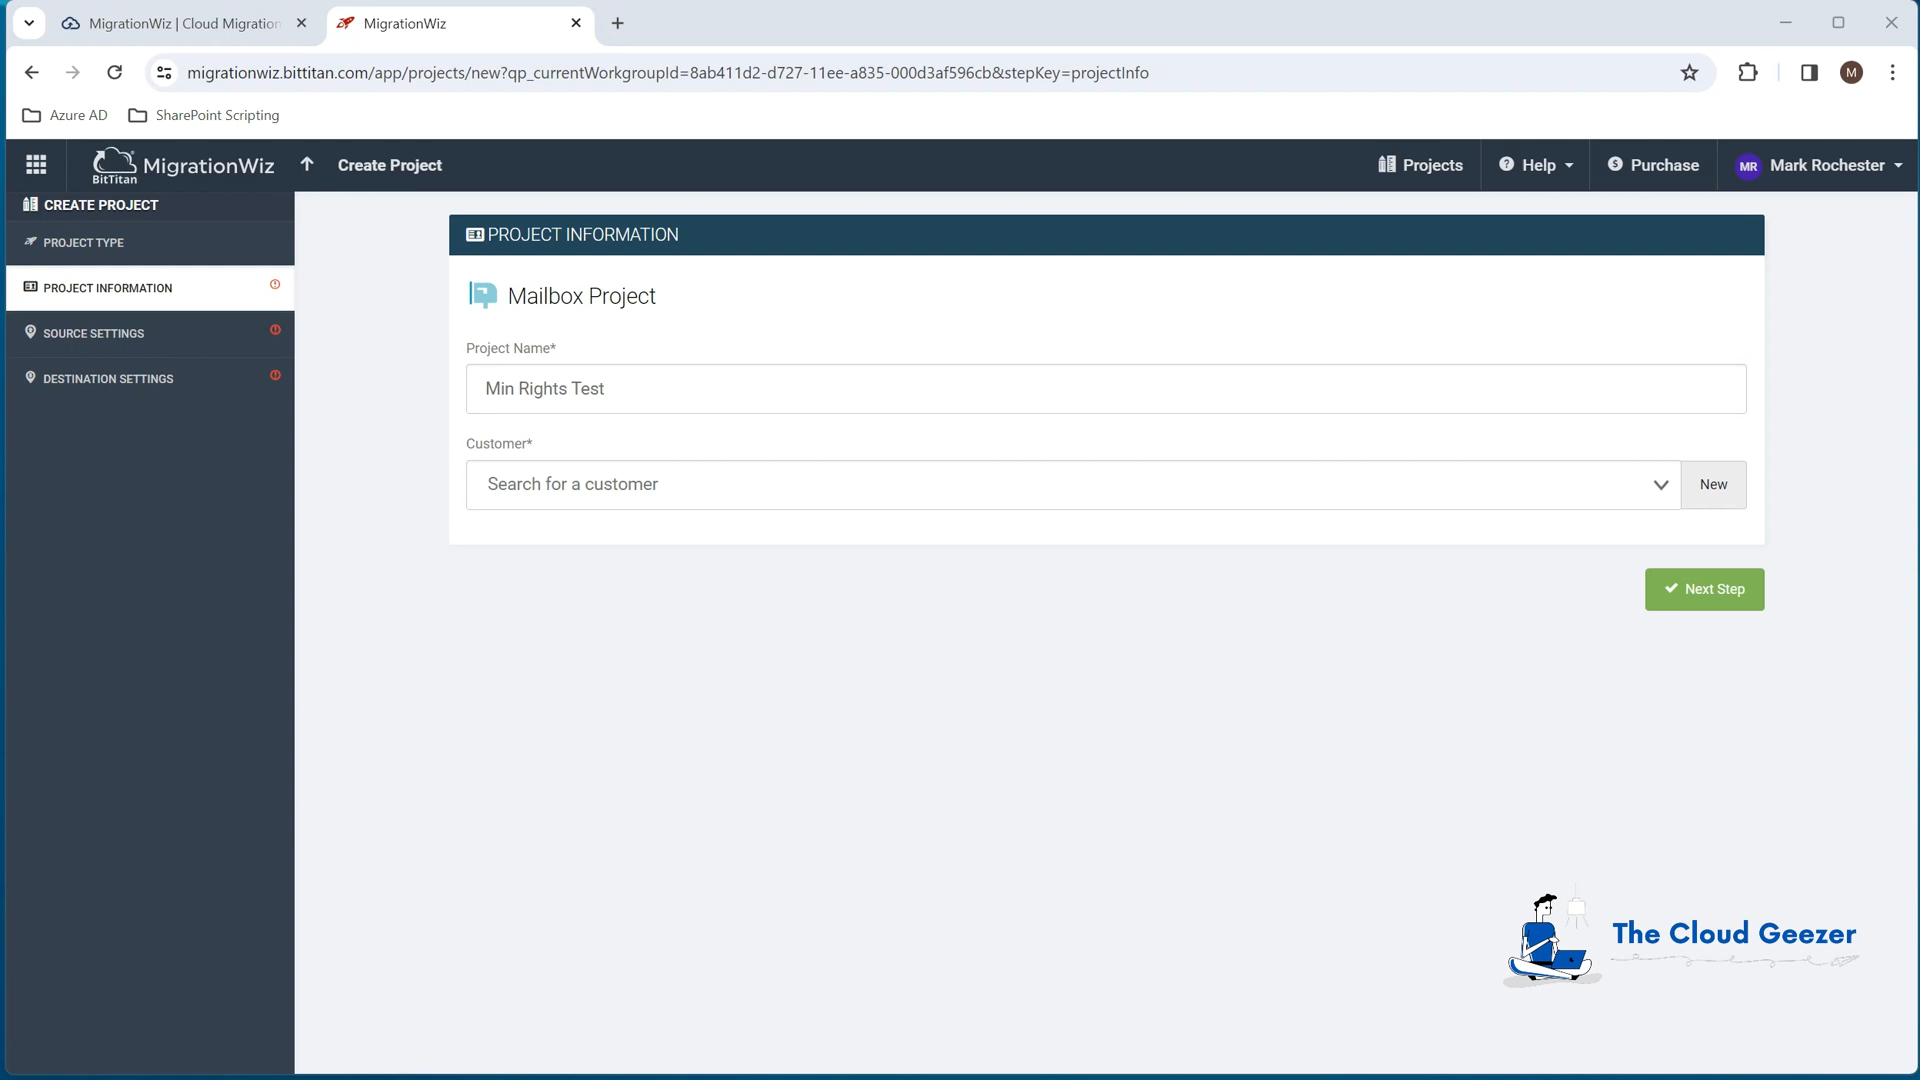 MigrationWiz | Cloud Migration
MigrationWiz
migrationwiz.bittitan.com/app/projects/new?qp_currentWorkgroupId=8ab411d2-d727-11ee-a835-000d3af596cb&stepKey=projectInfo
M
Azure AD
SharePoint Scripting
BitTitan
MigrationWiz
Create Project
Projects
Help
Purchase
MR
Mark Rochester
CREATE PROJECT
PROJECT TYPE
PROJECT INFORMATION
SOURCE SETTINGS
DESTINATION SETTINGS
PROJECT INFORMATION
Mailbox Project
Project Name*
Min Rights Test
Customer*
Search for a customer
New
Next Step
The Cloud Geezer